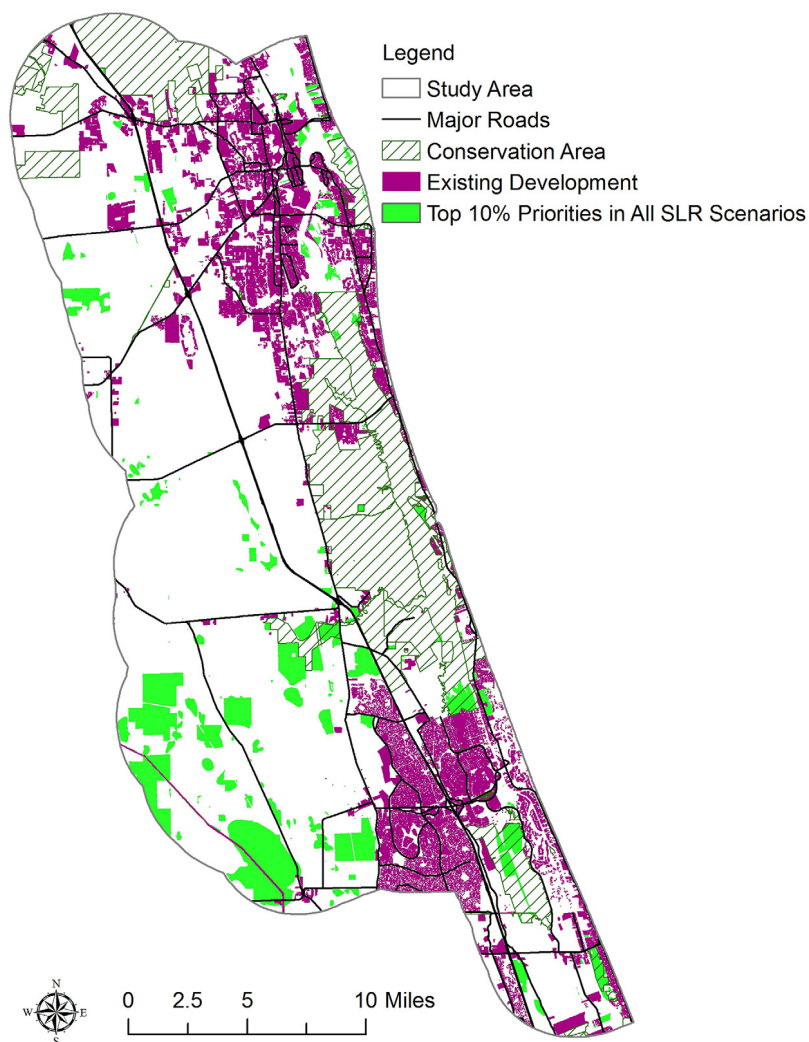 Legend
Study Area
Major Roads
Conservation Area
Existing Development
Top 10% Priorities in All SLR Scenarios
N
W E
S
0 2.5 5 10 Miles